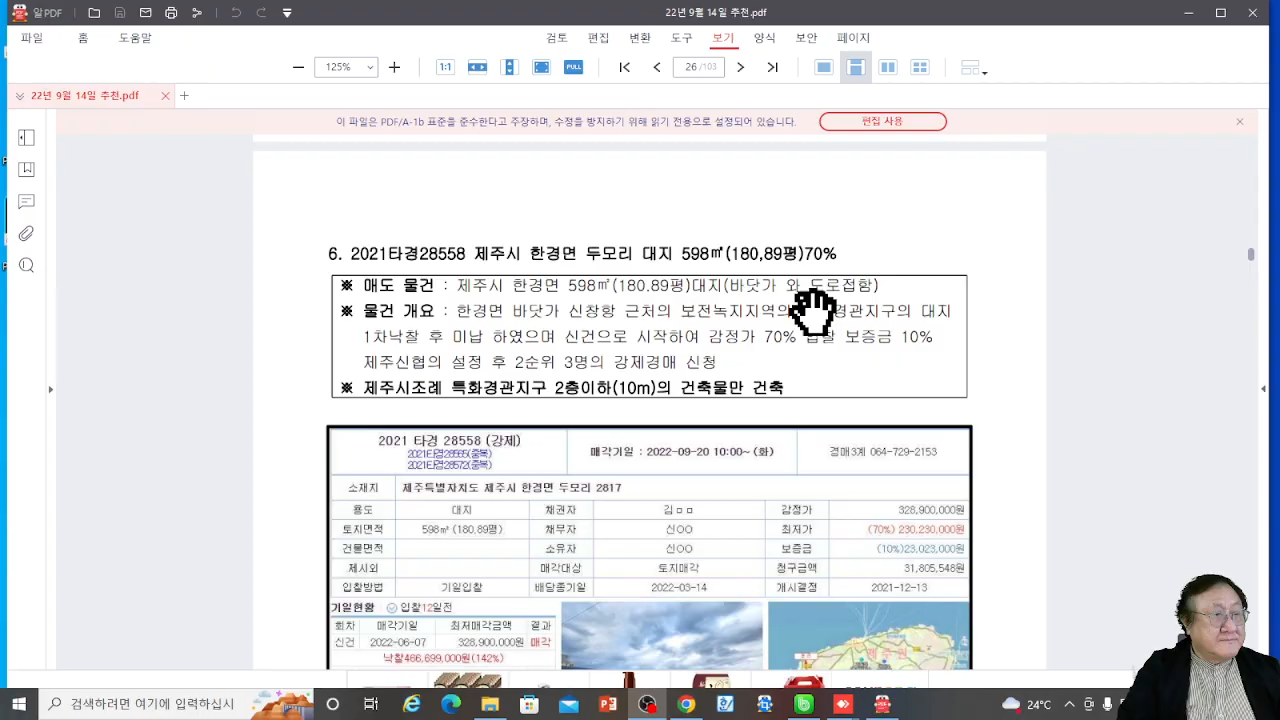 알PDF
22년 9월 14일 추천.pdf
파일 홈 도움말 검토 편집 변환 도구 보기 양식 보안 페이지
125% 1:1 PULL 26 /103
22년 9월 14일 추천.pdf
이 파일은 PDF/A-1b 표준을 준수한다고 주장하며, 수정을 방지하기 위해 읽기 전용으로 설정되어 있습니다. 편집 사용
6. 2021타경28558 제주시 한경면 두모리 대지 598㎡(180,89평)70%
※ 매도 물건 : 제주시 한경면 598㎡(180.89평)대지(바닷가 와 도로접함)
※ 물건 개요 : 한경면 바닷가 신창항 근처의 보전녹지지역의 경관지구의 대지
1차낙찰 후 미납 하였으며 신건으로 시작하여 감정가 70% 입찰 보증금 10%
제주신협의 설정 후 2순위 3명의 강제경매 신청
※ 제주시조례 특화경관지구 2층이하(10m)의 건축물만 건축
2021 타경 28558 (강제)
2021타경28565(중복)
2021타경28572(중복)
매각기일 : 2022-09-20 10:00~ (화)
경매3계 064-729-2153
소재지 제주특별자치도 제주시 한경면 두모리 2817
용도 대지 채권자 김ㅁㅁ 감정가 328,900,000원
토지면적 598㎡ (180,89평) 채무자 신OO 최저가 (70%) 230,230,000원
건물면적 소유자 신OO 보증금 (10%)23,023,000원
제시외 매각대상 토지매각 청구금액 31,805,548원
입찰방법 기일입찰 배당종기일 2022-03-14 개시결정 2021-12-13
기일현황 입찰12일전
회차 매각기일 최저매각금액 결과
신건 2022-06-07 328,900,000원 매각
낙찰466,699,000원(142%)
검색하려면 여기에 입력하십시
24°C